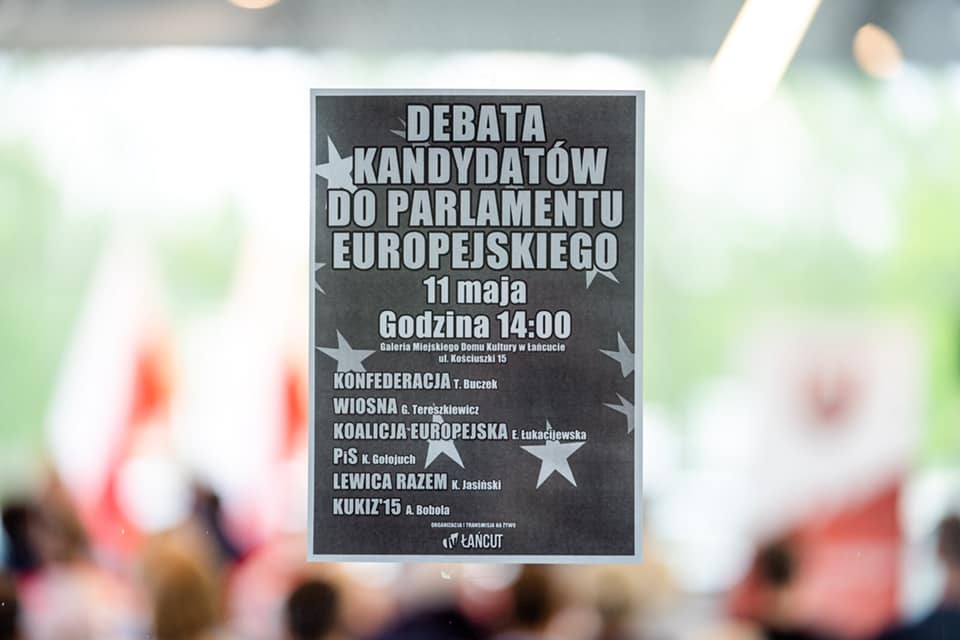 DEBATA
KANDYDATÓW
DO PARLAMENTU
EUROPEJSKIEGO
11 maja
Godzina 14:00
Galeria Miejskiego Domu Kultury w Łańcucie
ul. Kościuszki 15
KONFEDERACJA T. Buczek
WIOSNA G. Tereszkiewicz
KOALICJA EUROPEJSKA E. Łukacijewska
PiS K. Gołojuch
LEWICA RAZEM K. Jasiński
KUKIZ'15 A. Bobola
ORGANIZACJA I TRANSMISJA NA ŻYWO
ŁAŃCUT